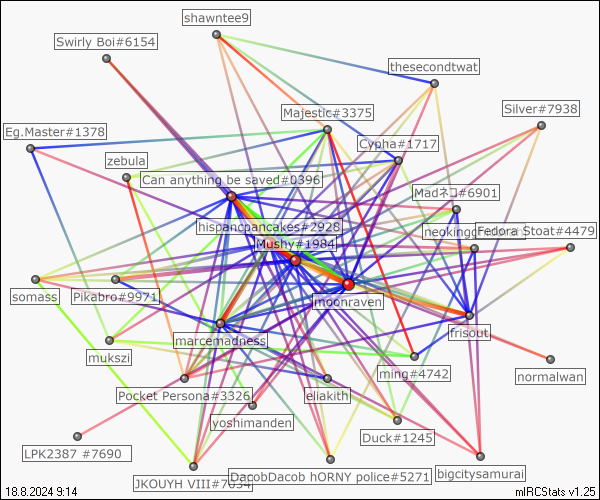 shawntee9
Swirly Boi#6154
thesecondtwat
Silver#7938
Majestic#3375
Eg.Master#1378
Cypha#1717
zebula
Can anything be saved#0396
Madネコ#6901
hispancpancakes#2928
neokingg
Fedora Stoat#4479
Mushy#1984
moonraven
somass
Pikabro#9971
frisout
marcemadness
mukszi
normalwan
ming#4742
Pocket Persona#3326
eliakith
yoshimanden
Duck#1245
LPK2387 #7690
bigcitysamurai
DacobDacob hORNY police#5271
JKOUYH VIII#7034
18.8.2024 9:14
mIRCStats v1.25